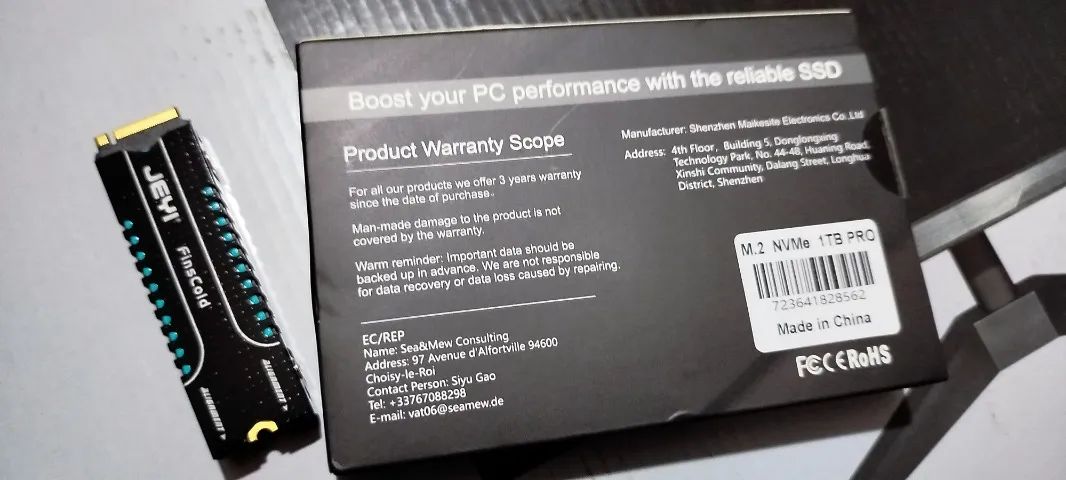 JEYI
FinsCold
ALIGNMENT
ALIGNMENT
Boost your PC performance with the reliable SSD
Product Warranty Scope
For all our products we offer 3 years warranty
since the date of purchase.
Man-made damage to the product is not
covered by the warranty.
Warm reminder: Important data should be
backed up in advance. We are not responsible
for data recovery or data loss caused by repairing.
EC/REP
Name: Sea&Mew Consulting
Address: 97 Avenue d'Alfortville 94600
Choisy-le-Roi
Contact Person: Siyu Gao
Tel: +33767088298
E-mail: vat06@seamew.de
Manufacturer: Shenzhen Maikesite Electronics Co.,Ltd
Address: 4th Floor, Building 5, Donglongxing
Technology Park, No. 44-48, Huaning Road,
Xinshi Community, Dalang Street, Longhua
District, Shenzhen
M.2 NVMe 1TB PRO
723641828562
Made in China
FC CE RoHS